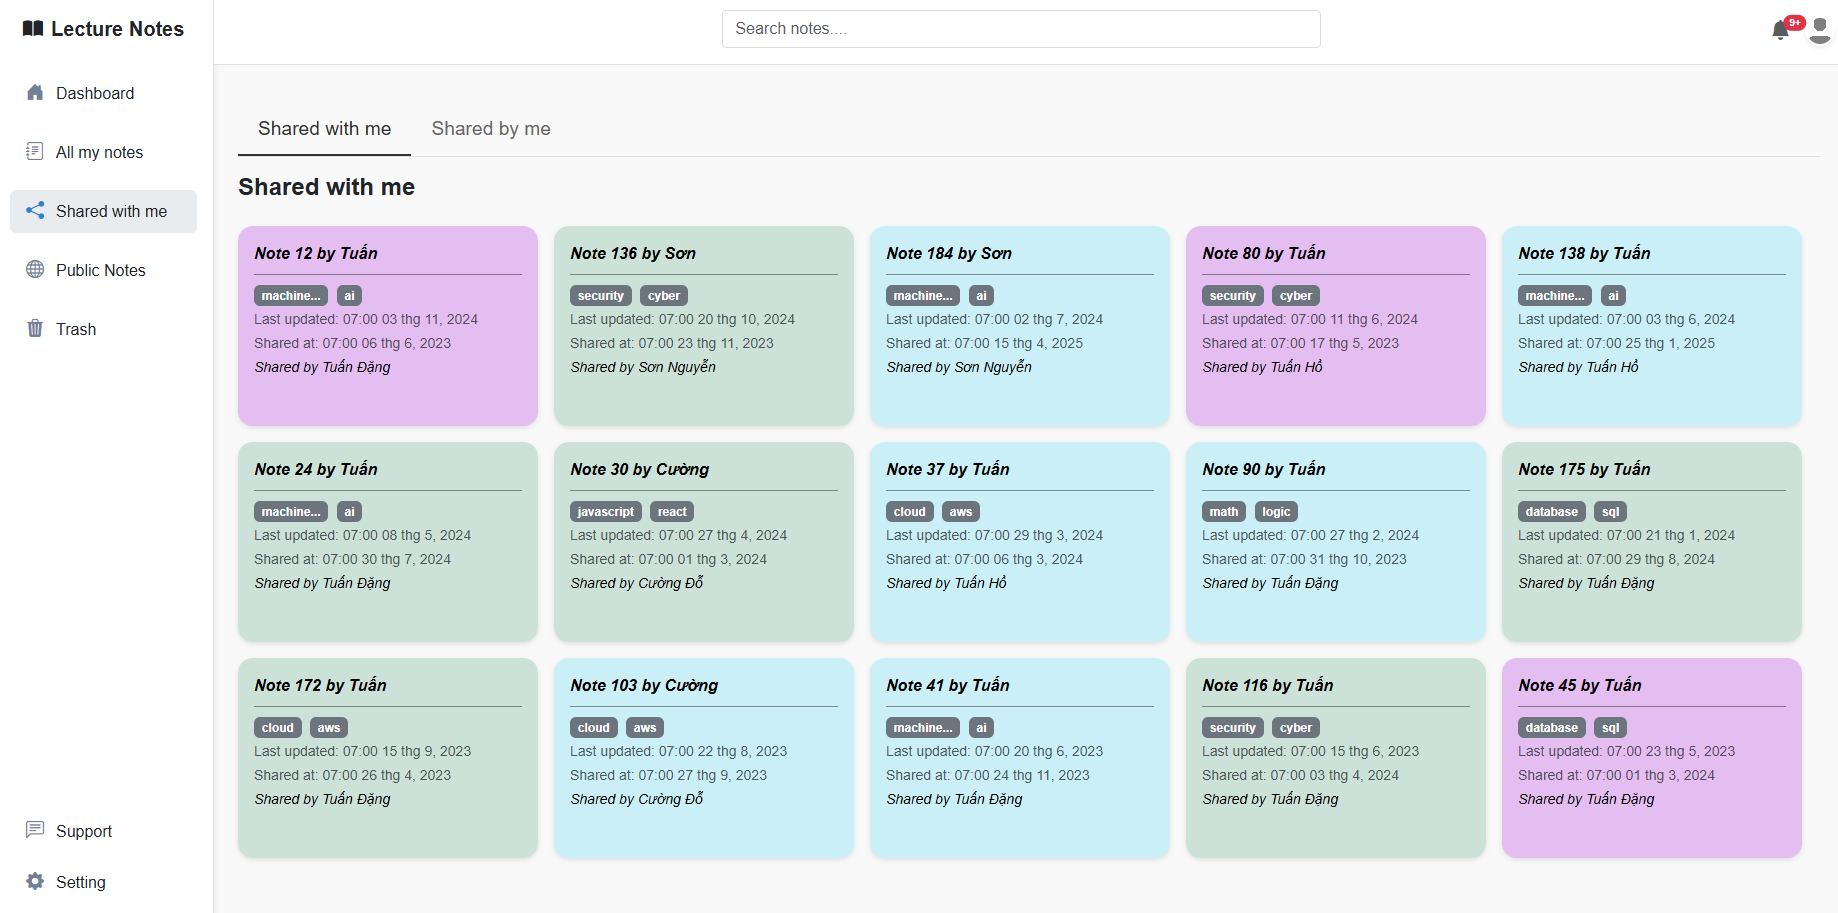 Lecture Notes
Search notes....
9+
Dashboard
All my notes
Shared with me
Public Notes
Trash
Support
Setting
Shared with me
Shared by me
Shared with me
Note 12 by Tuấn
machine... ai
Last updated: 07:00 03 thg 11, 2024
Shared at: 07:00 06 thg 6, 2023
Shared by Tuấn Đặng
Note 136 by Sơn
security cyber
Last updated: 07:00 20 thg 10, 2024
Shared at: 07:00 23 thg 11, 2023
Shared by Sơn Nguyễn
Note 184 by Sơn
machine... ai
Last updated: 07:00 02 thg 7, 2024
Shared at: 07:00 15 thg 4, 2025
Shared by Sơn Nguyễn
Note 80 by Tuấn
security cyber
Last updated: 07:00 11 thg 6, 2024
Shared at: 07:00 17 thg 5, 2023
Shared by Tuấn Hồ
Note 138 by Tuấn
machine... ai
Last updated: 07:00 03 thg 6, 2024
Shared at: 07:00 25 thg 1, 2025
Shared by Tuấn Hồ
Note 24 by Tuấn
machine... ai
Last updated: 07:00 08 thg 5, 2024
Shared at: 07:00 30 thg 7, 2024
Shared by Tuấn Đặng
Note 30 by Cường
javascript react
Last updated: 07:00 27 thg 4, 2024
Shared at: 07:00 01 thg 3, 2024
Shared by Cường Đỗ
Note 37 by Tuấn
cloud aws
Last updated: 07:00 29 thg 3, 2024
Shared at: 07:00 06 thg 3, 2024
Shared by Tuấn Hồ
Note 90 by Tuấn
math logic
Last updated: 07:00 27 thg 2, 2024
Shared at: 07:00 31 thg 10, 2023
Shared by Tuấn Đặng
Note 175 by Tuấn
database sql
Last updated: 07:00 21 thg 1, 2024
Shared at: 07:00 29 thg 8, 2024
Shared by Tuấn Đặng
Note 172 by Tuấn
cloud aws
Last updated: 07:00 15 thg 9, 2023
Shared at: 07:00 26 thg 4, 2023
Shared by Tuấn Đặng
Note 103 by Cường
cloud aws
Last updated: 07:00 22 thg 8, 2023
Shared at: 07:00 27 thg 9, 2023
Shared by Cường Đỗ
Note 41 by Tuấn
machine... ai
Last updated: 07:00 20 thg 6, 2023
Shared at: 07:00 24 thg 11, 2023
Shared by Tuấn Đặng
Note 116 by Tuấn
security cyber
Last updated: 07:00 15 thg 6, 2023
Shared at: 07:00 03 thg 4, 2024
Shared by Tuấn Đặng
Note 45 by Tuấn
database sql
Last updated: 07:00 23 thg 5, 2023
Shared at: 07:00 01 thg 3, 2024
Shared by Tuấn Đặng